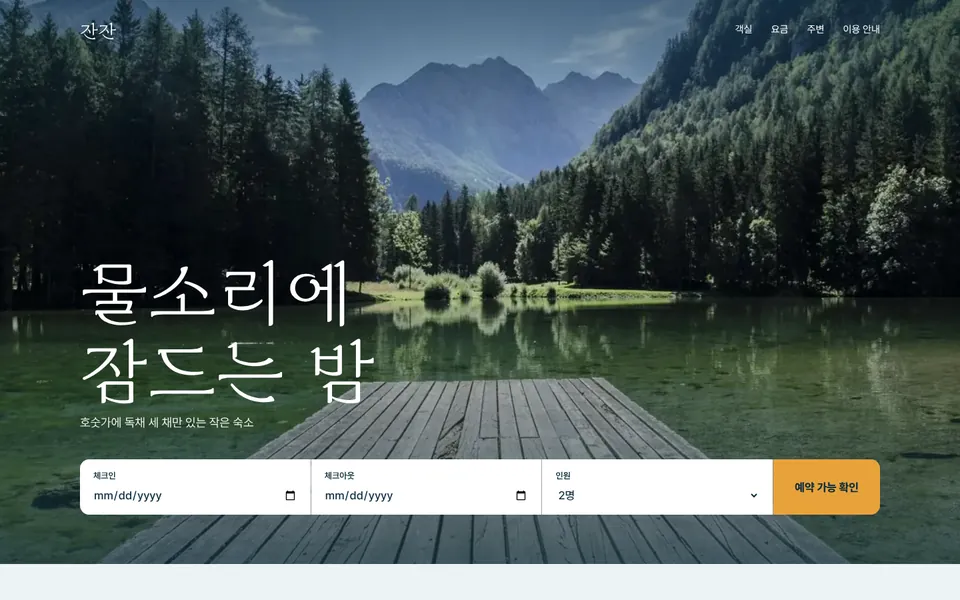 잔잔
객실 요금 주변 이용 안내
물소리에
잠드는 밤
호숫가에 독채 세 채만 있는 작은 숙소
체크인 체크아웃 인원
mm/dd/yyyy mm/dd/yyyy 2명 예약 가능 확인